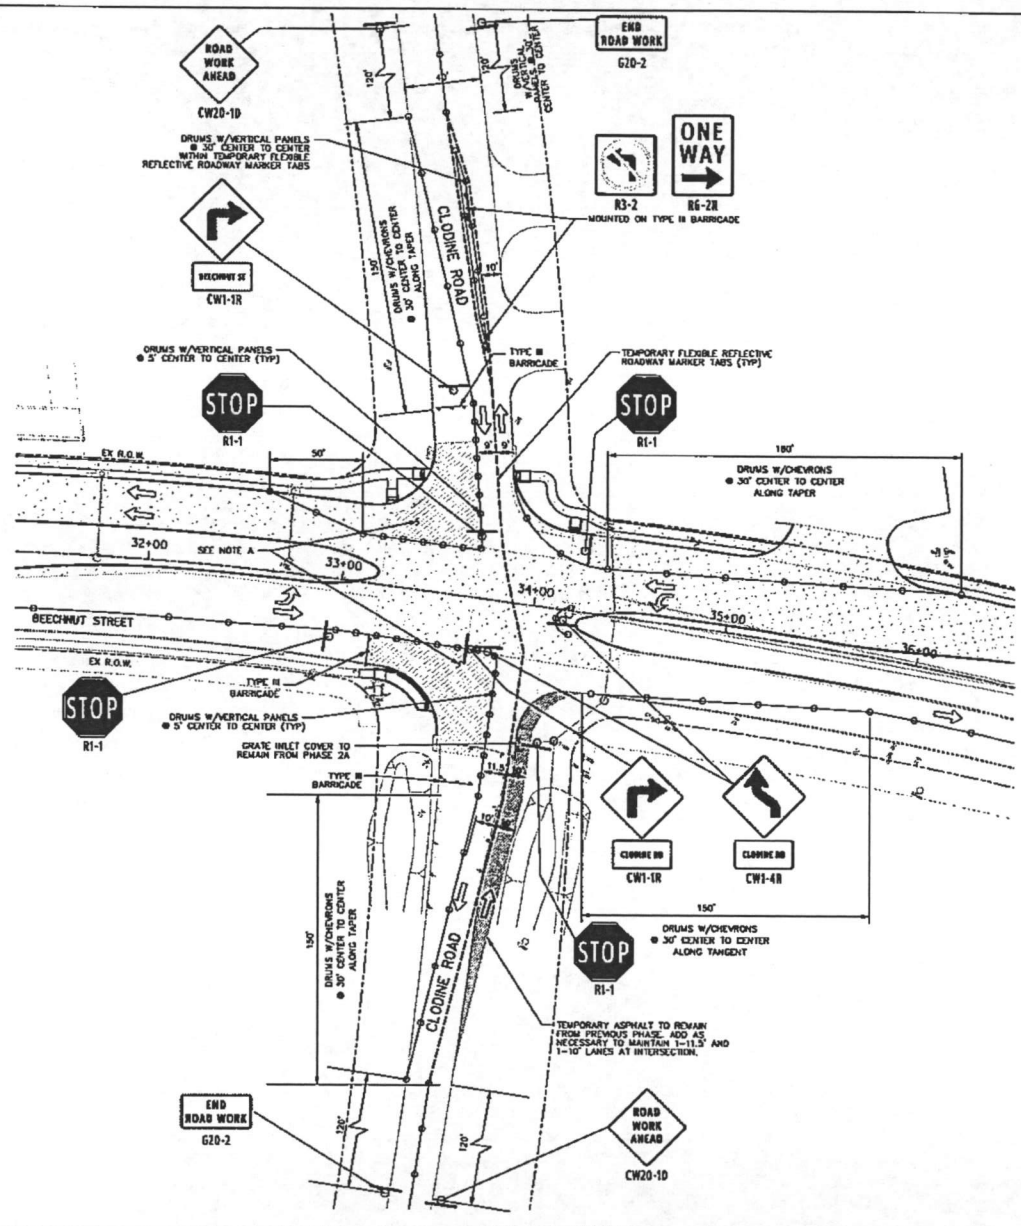 ROAD
WORK
AHEAD
CW20-1D
END
ROAD WORK
G20-2
120'
40'
120'
DRUMS
W/VERTICAL
PANELS @ 30'
CENTER TO CENTER
DRUMS W/VERTICAL PANELS
@ 30' CENTER TO CENTER
WITHIN TEMPORARY FLEXIBLE
REFLECTIVE ROADWAY MARKER TABS
R3-2
ONE
WAY
R6-2R
MOUNTED ON TYPE III BARRICADE
BEECHNUT ST
CW1-1R
150'
DRUMS W/CHEVRONS
@ 30' CENTER TO CENTER
ALONG TAPER
CLODINE ROAD
10'
DRUMS W/VERTICAL PANELS
@ 5' CENTER TO CENTER (TYP)
TYPE III
BARRICADE
TEMPORARY FLEXIBLE REFLECTIVE
ROADWAY MARKER TABS (TYP)
STOP
R1-1
STOP
R1-1
9'
9'
EX R.O.W.
50'
180'
DRUMS W/CHEVRONS
@ 30' CENTER TO CENTER
ALONG TAPER
32+00
SEE NOTE A
33+00
34+00
35+00
36+00
BEECHNUT STREET
EX R.O.W.
STOP
R1-1
TYPE III
BARRICADE
DRUMS W/VERTICAL PANELS
@ 5' CENTER TO CENTER (TYP)
GRATE INLET COVER TO
REMAIN FROM PHASE 2A
TYPE III
BARRICADE
11.5'
10'
10'
CLODINE RD
CW1-1R
CLODINE RD
CW1-4R
150'
DRUMS W/CHEVRONS
@ 30' CENTER TO CENTER
ALONG TANGENT
STOP
R1-1
150'
DRUMS W/CHEVRONS
@ 30' CENTER TO CENTER
ALONG TAPER
CLODINE ROAD
TEMPORARY ASPHALT TO REMAIN
FROM PREVIOUS PHASE. ADD AS
NECESSARY TO MAINTAIN 1-11.5' AND
1-10' LANES AT INTERSECTION.
END
ROAD WORK
G20-2
120'
120'
ROAD
WORK
AHEAD
CW20-1D